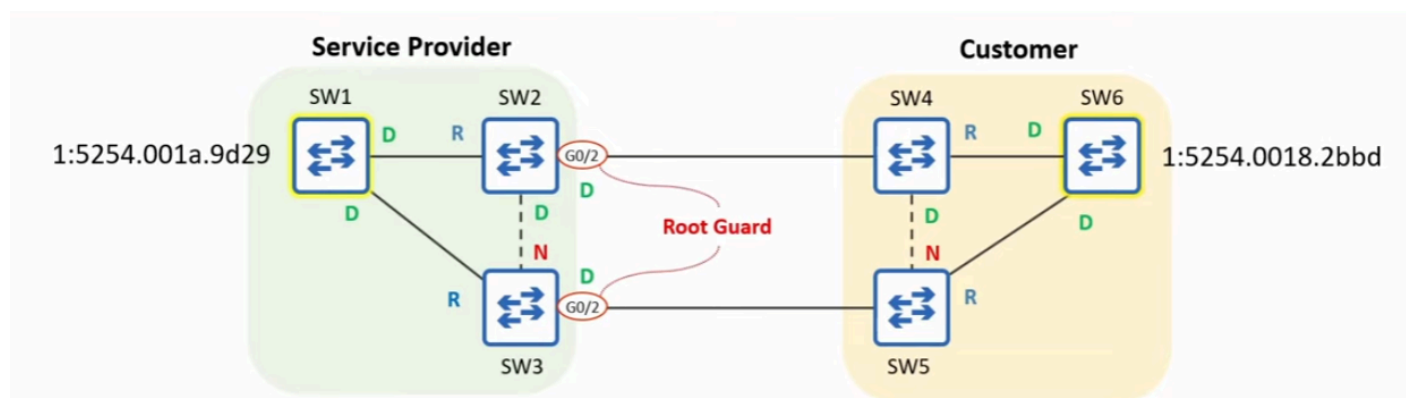 Service Provider
Customer
SW1
SW2
SW4
SW6
1:5254.001a.9d29
D
R
G0/2
R
D
1:5254.0018.2bbd
D
D
D
D
D
Root Guard
N
D
N
R
G0/2
R
SW3
SW5